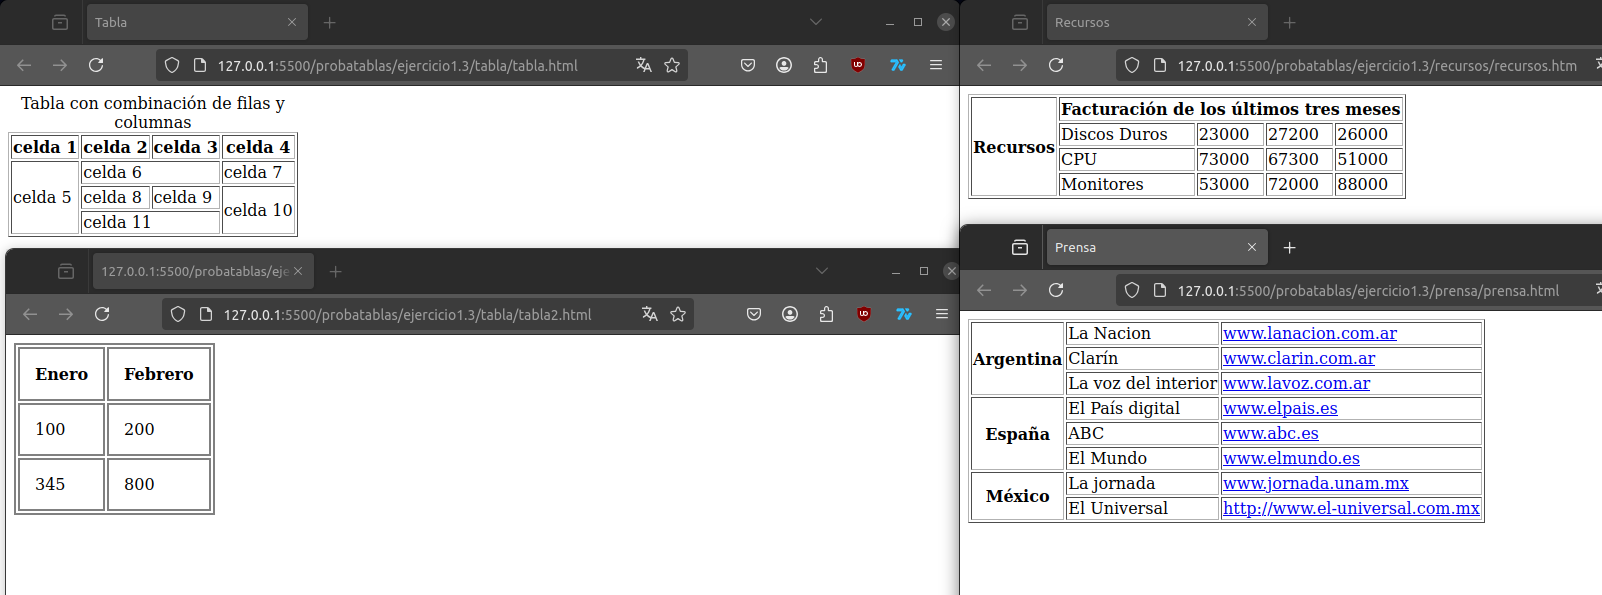 Tabla
127.0.0.1:5500/probatablas/ejercicio1.3/tabla/tabla.html
Tabla con combinación de filas y
columnas
celda 1 celda 2 celda 3 celda 4
celda 5 celda 6 celda 7
celda 8 celda 9 celda 10
celda 11
127.0.0.1:5500/probatablas/eje
127.0.0.1:5500/probatablas/ejercicio1.3/tabla/tabla2.html
Enero Febrero
100 200
345 800
Recursos
127.0.0.1:5500/probatablas/ejercicio1.3/recursos/recursos.htm
Recursos Facturación de los últimos tres meses
Discos Duros 23000 27200 26000
CPU 73000 67300 51000
Monitores 53000 72000 88000
Prensa
127.0.0.1:5500/probatablas/ejercicio1.3/prensa/prensa.html
Argentina La Nacion www.lanacion.com.ar
Clarín www.clarin.com.ar
La voz del interior www.lavoz.com.ar
España El País digital www.elpais.es
ABC www.abc.es
El Mundo www.elmundo.es
México La jornada www.jornada.unam.mx
El Universal http://www.el-universal.com.mx